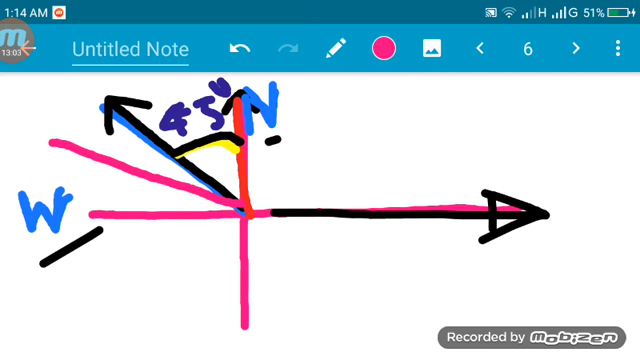 1:14 AM H G 51%
13:03
Untitled Note 6
45° N
W
Recorded by mobizen